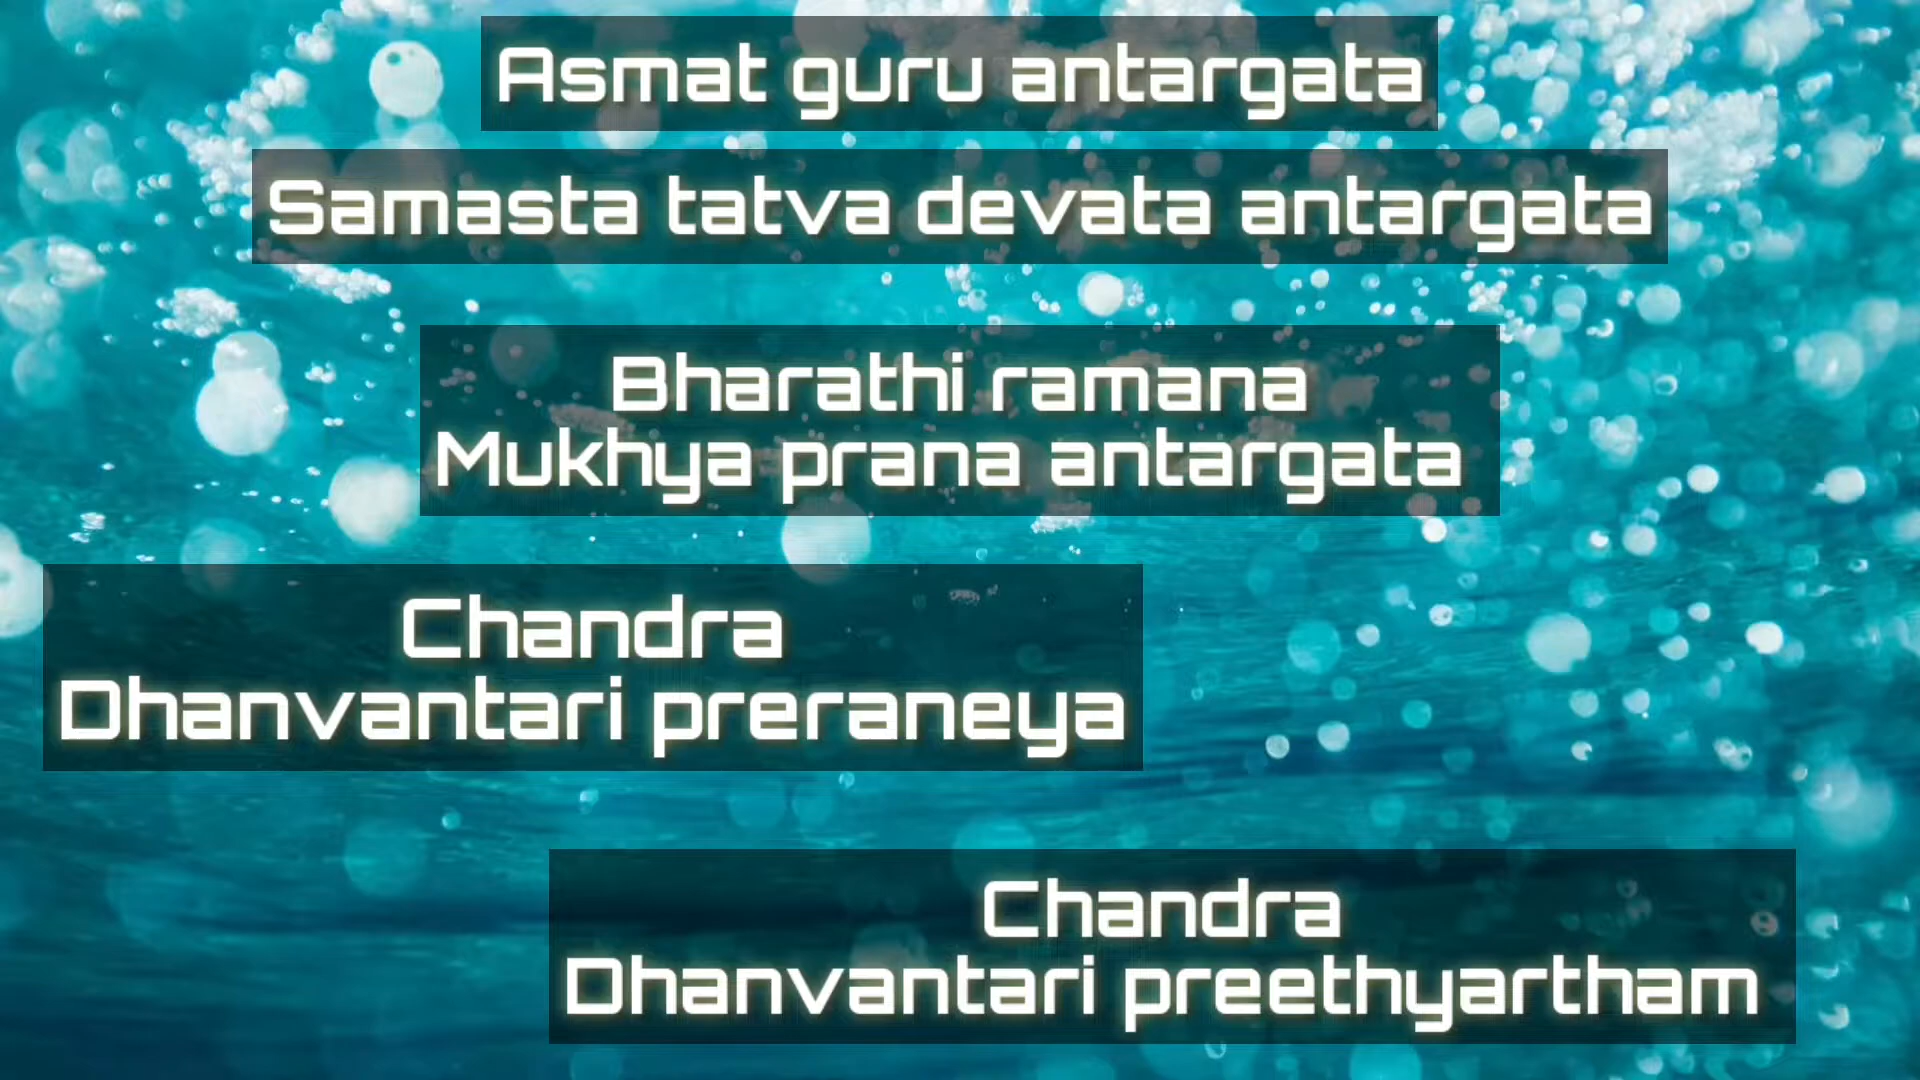 Asmat guru antargata
Samasta tatva devata antargata
Bharathi ramana
Mukhya prana antargata
Chandra
Dhanvantari preraneya
Chandra
Dhanvantari preethyartham